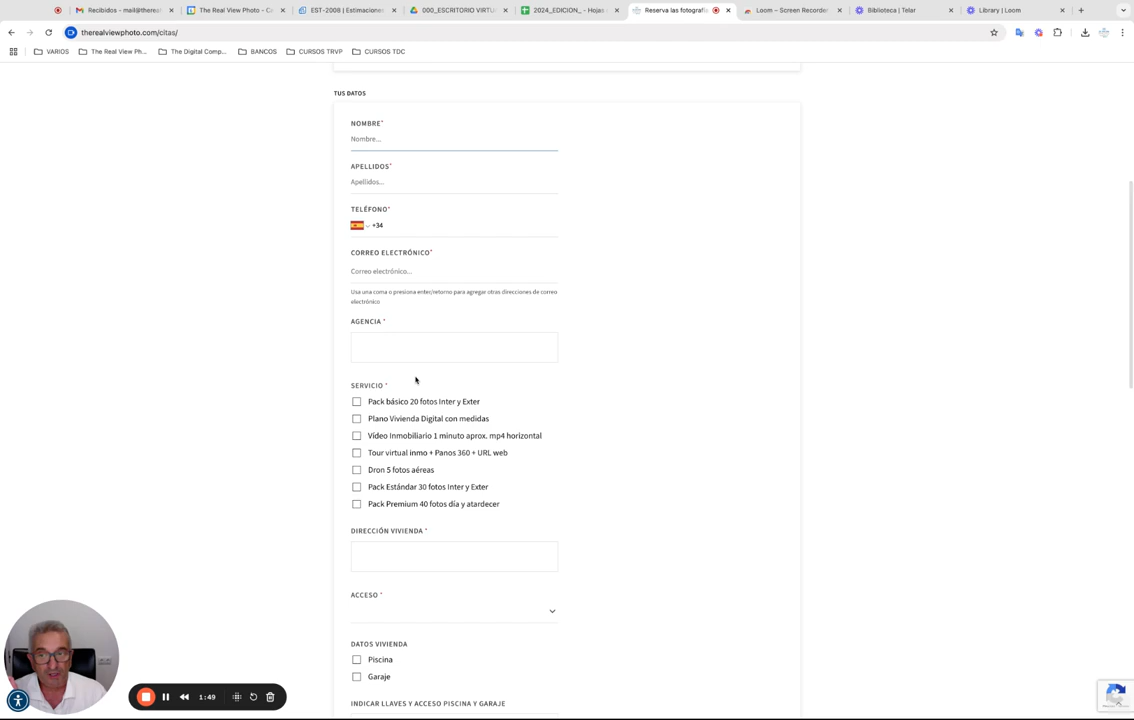 Recibidos – mail@thereal
The Real View Photo - Ca
EST-2008 | Estimaciones
000_ESCRITORIO VIRTU
2024_EDICION_ - Hojas
Reserva las fotografí
Loom – Screen Recorder
Biblioteca | Telar
Library | Loom
therealviewphoto.com/citas/
VARIOS
The Real View Ph...
The Digital Comp...
BANCOS
CURSOS TRVP
CURSOS TDC
TUS DATOS
NOMBRE*
Nombre...
APELLIDOS*
Apellidos...
TELÉFONO*
+34
CORREO ELECTRÓNICO*
Correo electrónico...
Usa una coma o presiona enter/retorno para agregar otras direcciones de correo
electrónico
AGENCIA *
SERVICIO *
Pack básico 20 fotos Inter y Exter
Plano Vivienda Digital con medidas
Vídeo Inmobiliario 1 minuto aprox. mp4 horizontal
Tour virtual inmo + Panos 360 + URL web
Dron 5 fotos aéreas
Pack Estándar 30 fotos Inter y Exter
Pack Premium 40 fotos día y atardecer
DIRECCIÓN VIVIENDA *
ACCESO *
DATOS VIVIENDA
Piscina
Garaje
INDICAR LLAVES Y ACCESO PISCINA Y GARAJE
1:49